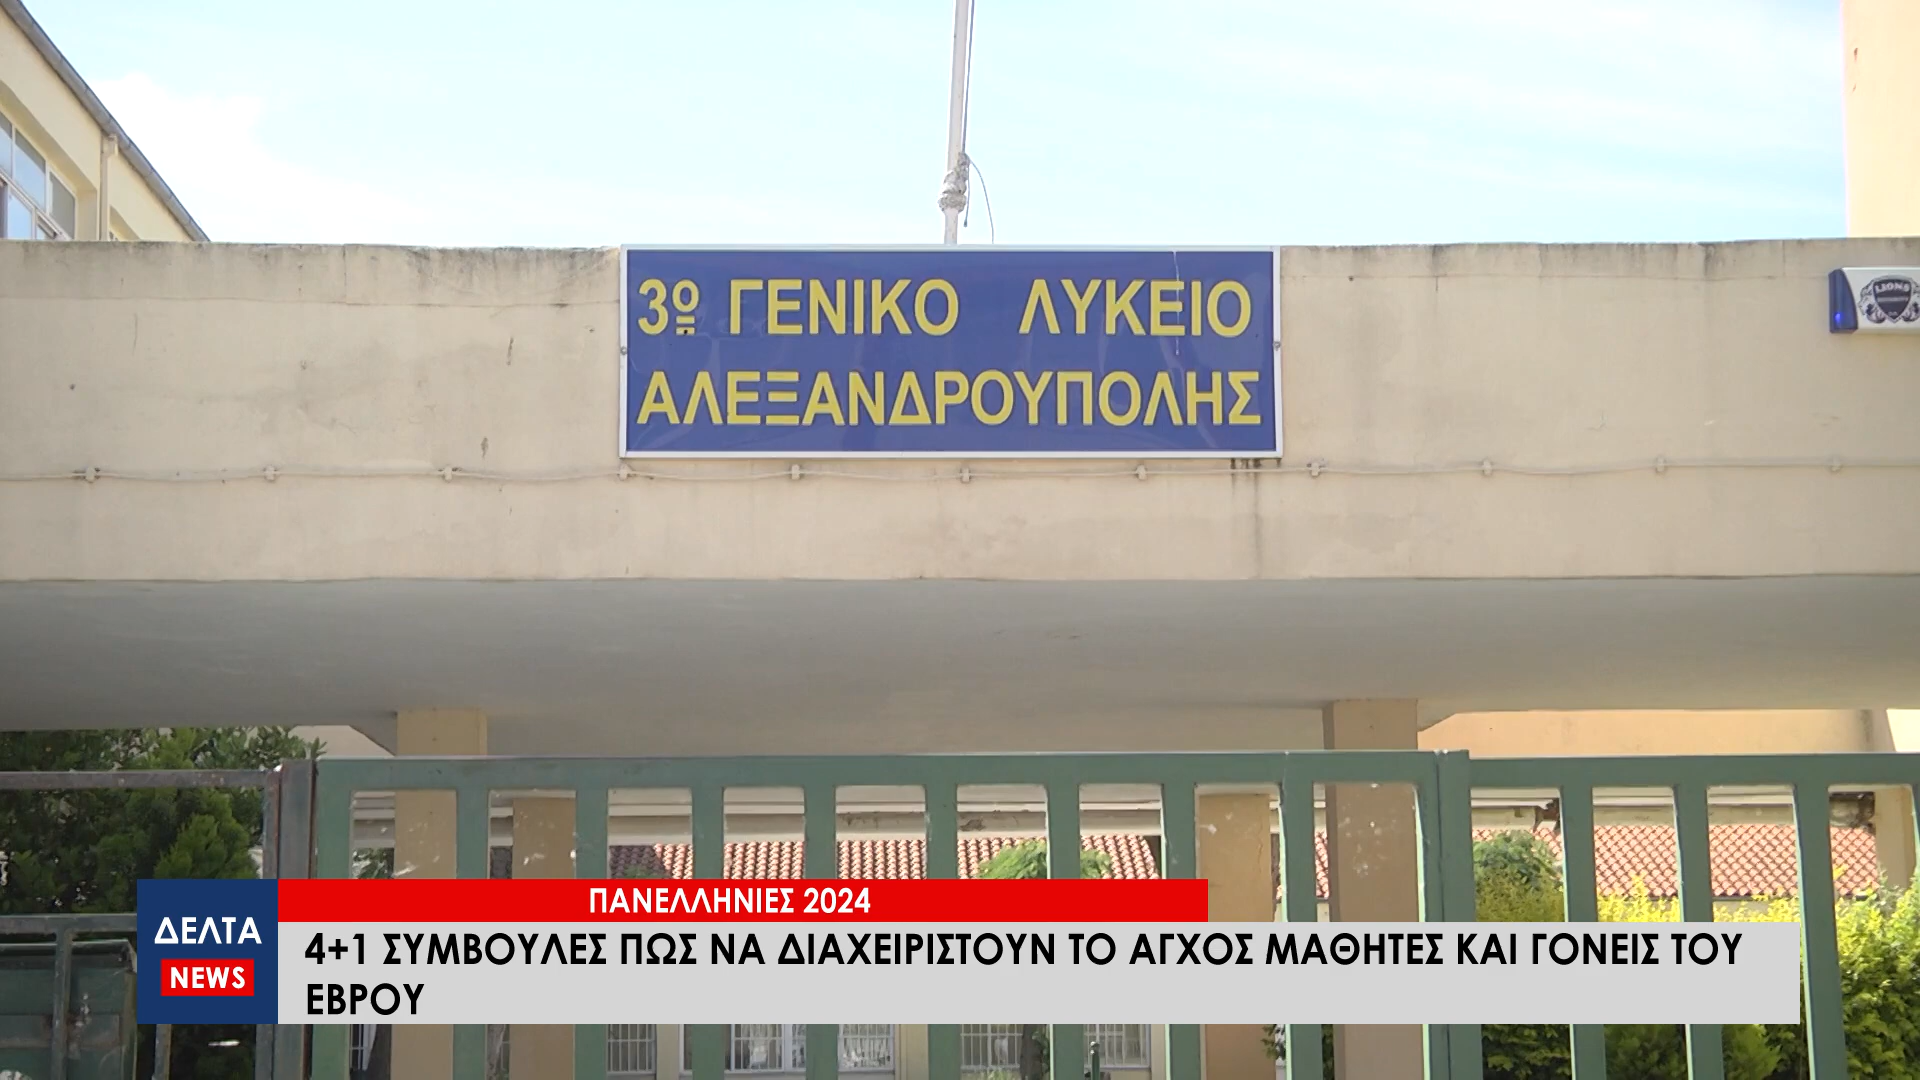 3ο ΓΕΝΙΚΟ ΛΥΚΕΙΟ
ΑΛΕΞΑΝΔΡΟΥΠΟΛΗΣ
LIONS
ΠΑΝΕΛΛΗΝΙΕΣ 2024
ΔΕΛΤΑ
NEWS
4+1 ΣΥΜΒΟΥΛΕΣ ΠΩΣ ΝΑ ΔΙΑΧΕΙΡΙΣΤΟΥΝ ΤΟ ΑΓΧΟΣ ΜΑΘΗΤΕΣ ΚΑΙ ΓΟΝΕΙΣ ΤΟΥ
ΕΒΡΟΥ